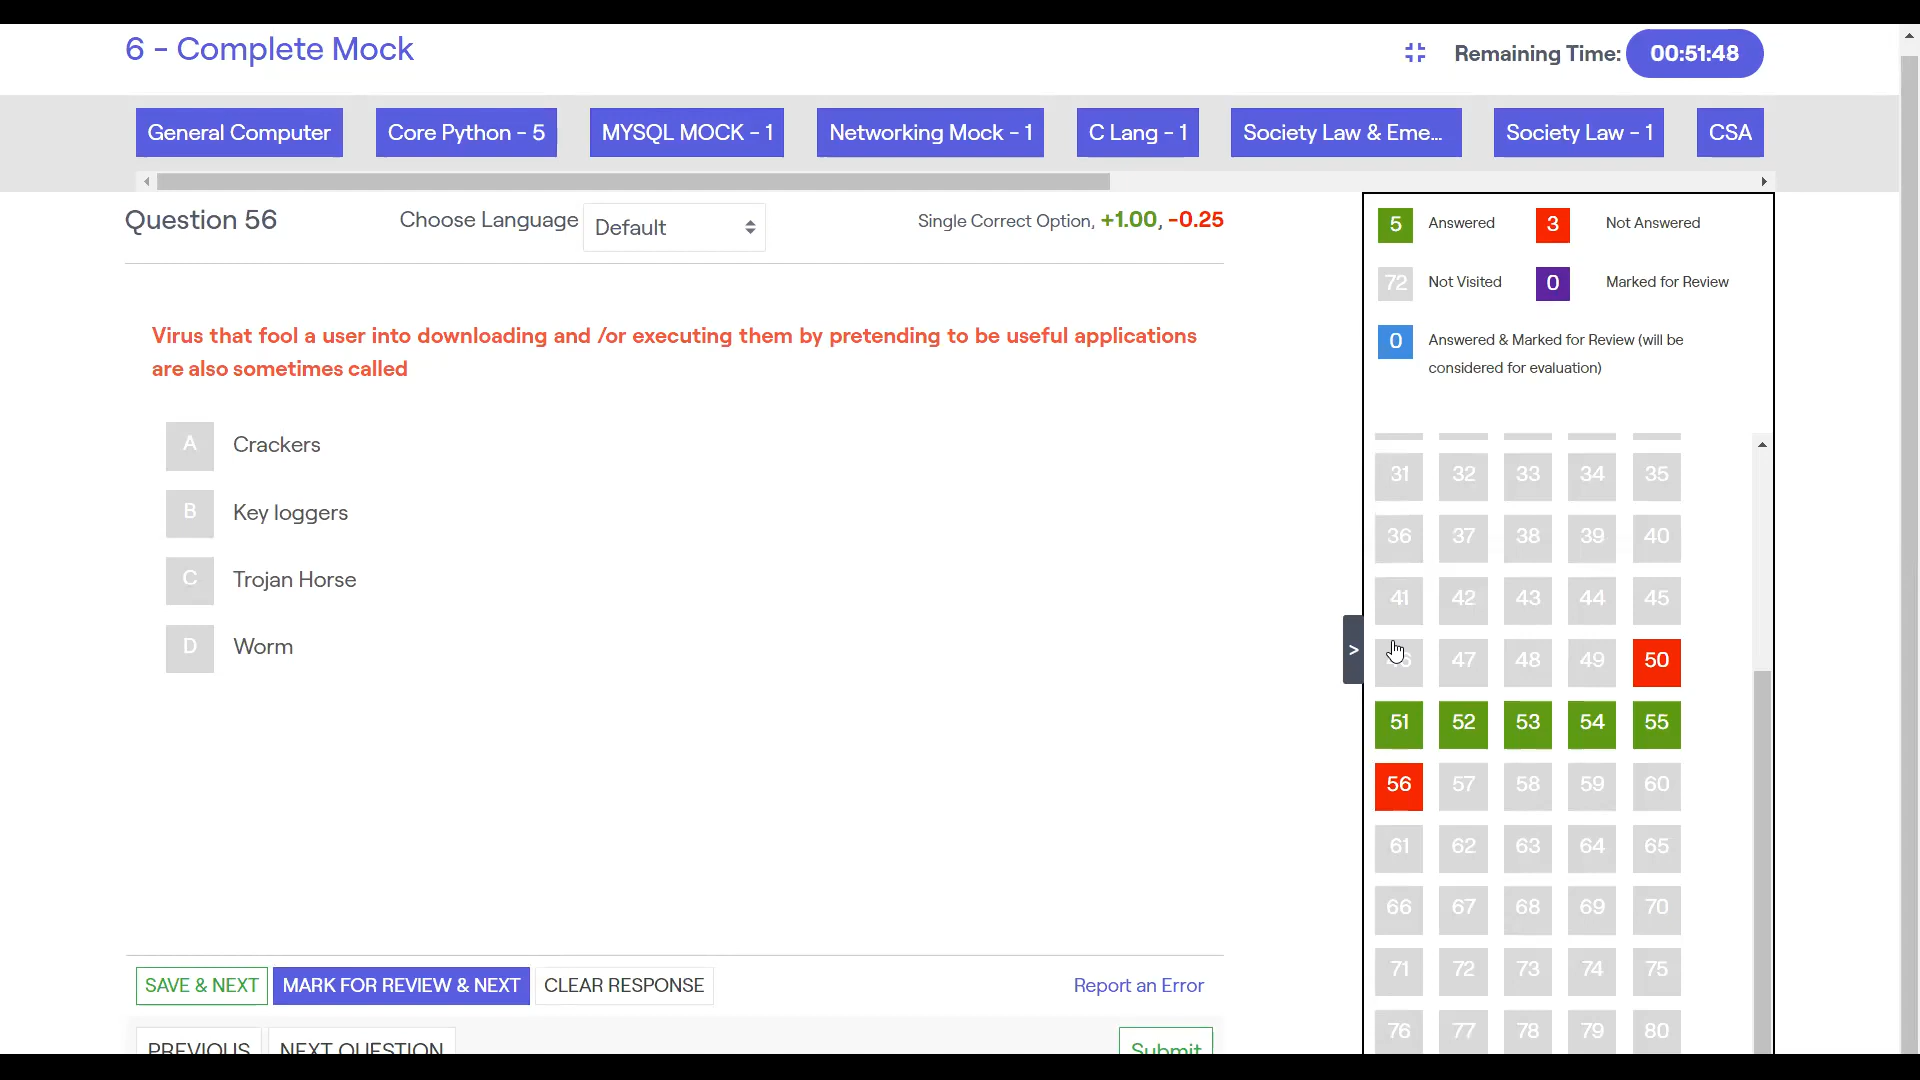 6 - Complete Mock
Remaining Time: 00:51:48
General Computer
Core Python - 5
MYSQL MOCK - 1
Networking Mock - 1
C Lang - 1
Society Law & Eme...
Society Law - 1
CSA
Question 56
Choose Language
Default
Single Correct Option, +1.00, -0.25
5 Answered
3 Not Answered
72 Not Visited
0 Marked for Review
0 Answered & Marked for Review (will be
considered for evaluation)
Virus that fool a user into downloading and /or executing them by pretending to be useful applications
are also sometimes called
A Crackers
B Key loggers
C Trojan Horse
D Worm
>
31 32 33 34 35
36 37 38 39 40
41 42 43 44 45
47 48 49 50
51 52 53 54 55
56 57 58 59 60
61 62 63 64 65
66 67 68 69 70
71 72 73 74 75
76 77 78 79 80
SAVE & NEXT
MARK FOR REVIEW & NEXT
CLEAR RESPONSE
Report an Error
PREVIOUS
NEXT QUESTION
Submit